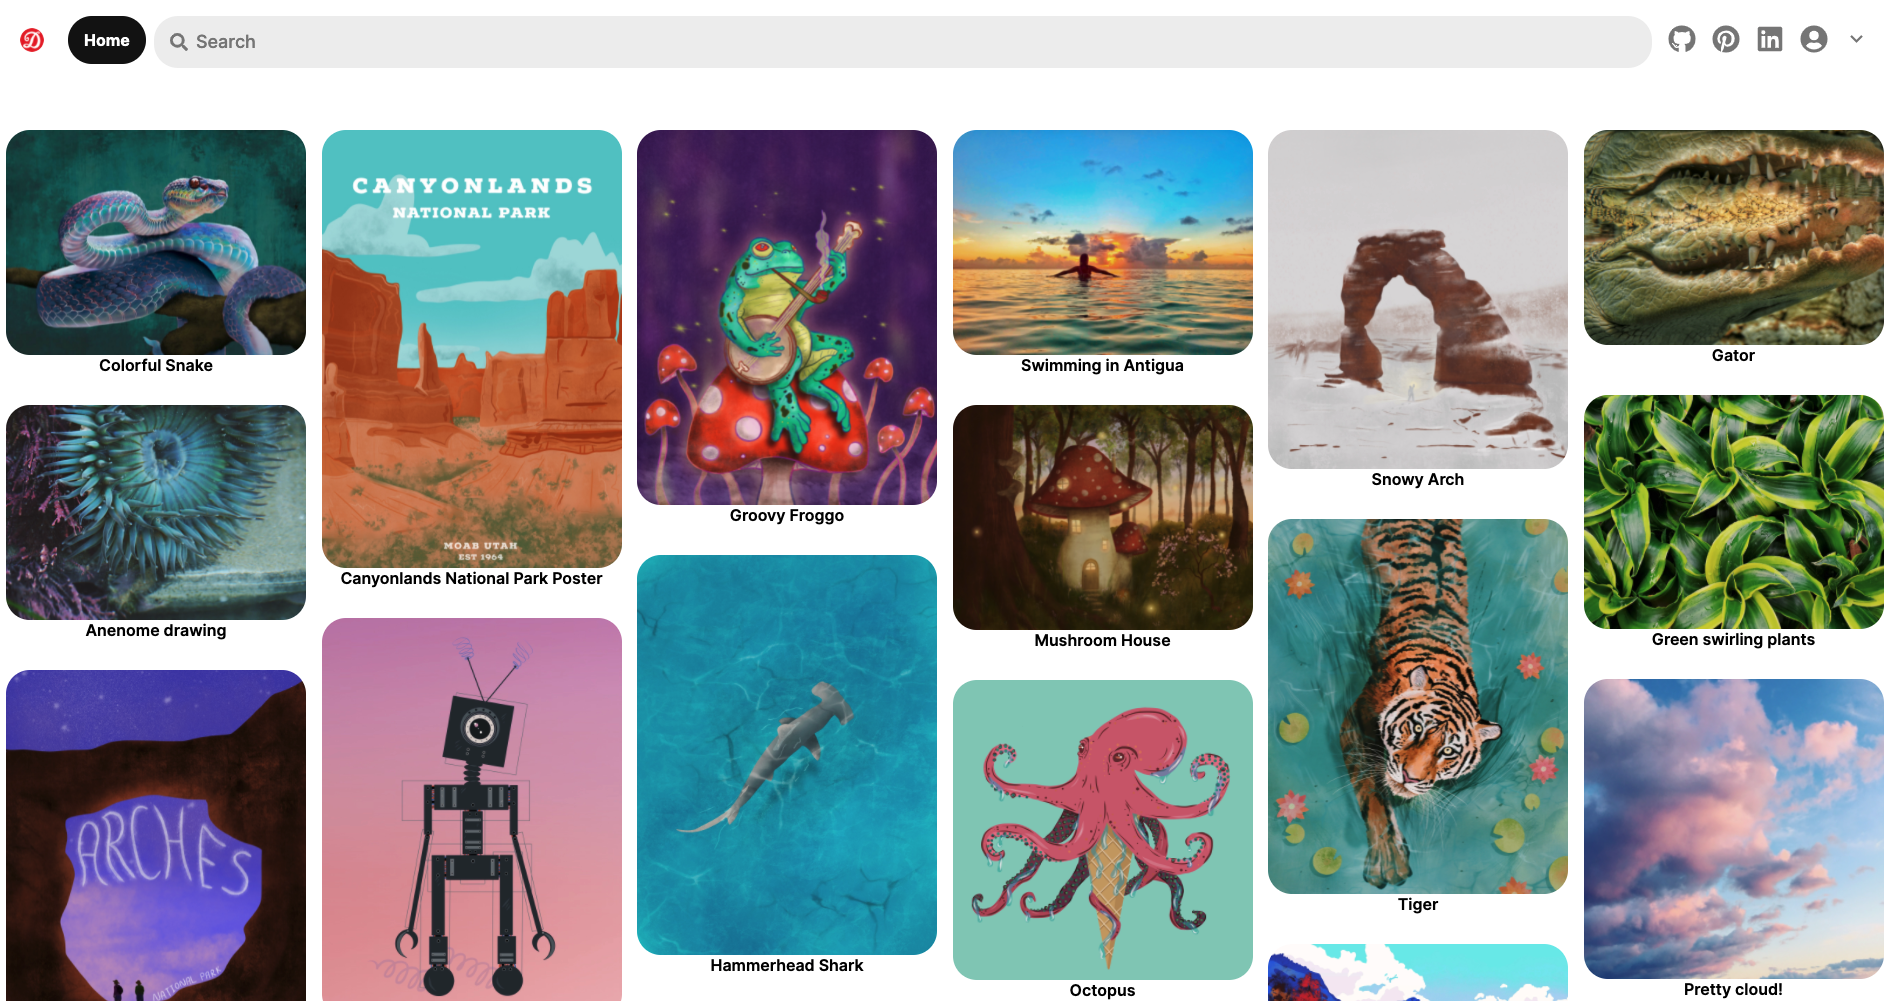 Home
Search
CANYONLANDS
NATIONAL PARK
MOAB UTAH
EST 1964
Colorful Snake
Canyonlands National Park Poster
Groovy Froggo
Swimming in Antigua
Snowy Arch
Gator
Anenome drawing
Mushroom House
Green swirling plants
ARCHES
NATIONAL PARK
Hammerhead Shark
Octopus
Tiger
Pretty cloud!